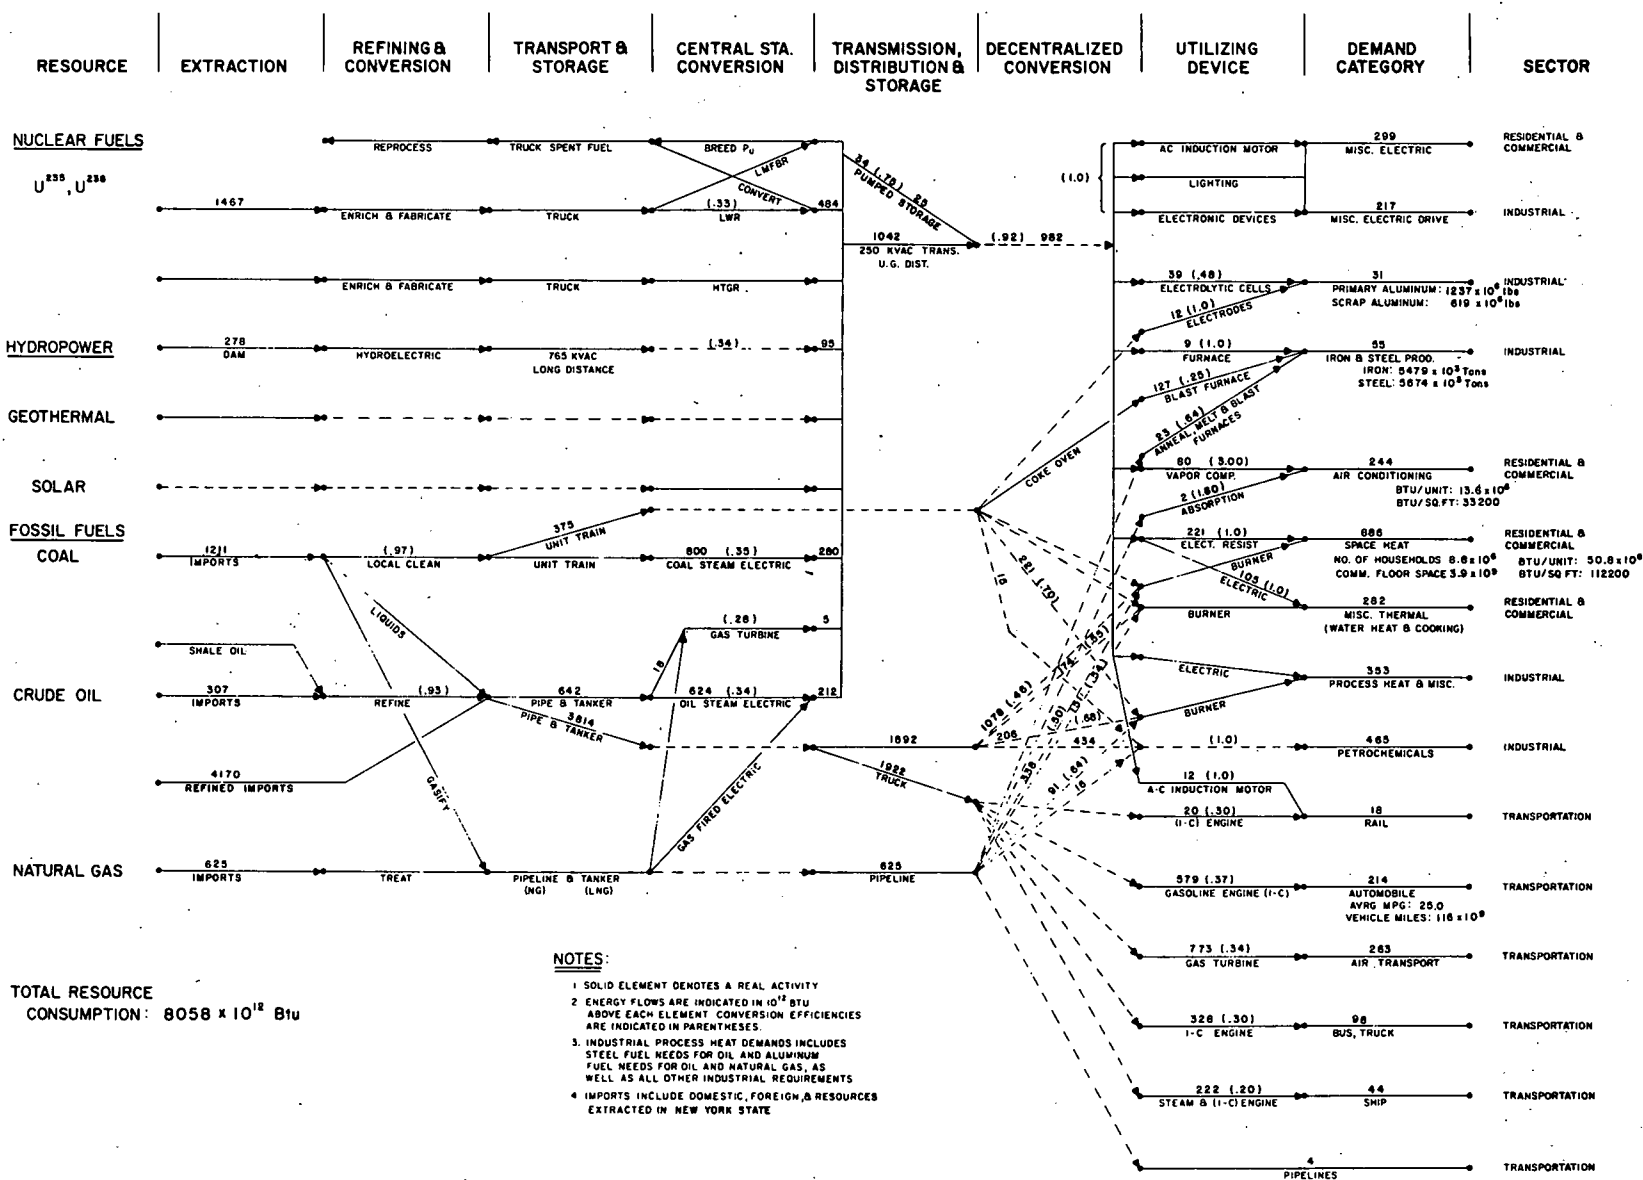 RESOURCE
EXTRACTION
REFINING &
CONVERSION
TRANSPORT &
STORAGE
CENTRAL STA.
CONVERSION
TRANSMISSION,
DISTRIBUTION &
STORAGE
DECENTRALIZED
CONVERSION
UTILIZING
DEVICE
DEMAND
CATEGORY
SECTOR
NUCLEAR FUELS
U²³⁵, U²³⁸
REPROCESS
TRUCK SPENT FUEL
BREED Pu
LMFBR
CONVERT
1467
ENRICH & FABRICATE
TRUCK
(.33)
LWR
484
34 (.75) 25
PUMPED STORAGE
1042
250 KVAC TRANS.
U.G. DIST.
(.92) 982
(1.0)
AC INDUCTION MOTOR
299
MISC. ELECTRIC
RESIDENTIAL &
COMMERCIAL
LIGHTING
ELECTRONIC DEVICES
217
MISC. ELECTRIC DRIVE
INDUSTRIAL
ENRICH & FABRICATE
TRUCK
HTGR
39 (.48)
ELECTROLYTIC CELLS
31
PRIMARY ALUMINUM: 1237 x 10⁶ lbs
SCRAP ALUMINUM: 619 x 10⁶ lbs
INDUSTRIAL
12 (1.0)
ELECTRODES
HYDROPOWER
278
DAM
HYDROELECTRIC
765 KVAC
LONG DISTANCE
(.34)
95
9 (1.0)
FURNACE
55
IRON & STEEL PROD.
IRON: 5479 x 10³ Tons
STEEL: 5674 x 10³ Tons
INDUSTRIAL
127 (.25)
BLAST FURNACE
23 (.64)
ANNEAL, MELT & BLAST
FURNACES
GEOTHERMAL
COKE OVEN
80 (3.00)
VAPOR COMP.
244
AIR CONDITIONING
BTU/UNIT: 13.6 x 10⁶
BTU/SQ.FT: 33200
RESIDENTIAL &
COMMERCIAL
2 (1.80)
ABSORPTION
SOLAR
FOSSIL FUELS
COAL
1211
IMPORTS
(.97)
LOCAL CLEAN
375
UNIT TRAIN
UNIT TRAIN
800 (.35)
COAL STEAM ELECTRIC
280
15
221 (.70)
221 (1.0)
ELECT. RESIST
BURNER
105 (1.0)
ELECTRIC
686
SPACE HEAT
NO. OF HOUSEHOLDS 6.6 x 10⁶
COMM. FLOOR SPACE 3.9 x 10⁹
BTU/UNIT: 50.8 x 10⁶
BTU/SQ FT: 112200
RESIDENTIAL &
COMMERCIAL
BURNER
282
MISC. THERMAL
(WATER HEAT & COOKING)
RESIDENTIAL &
COMMERCIAL
LIQUIDS
(.28)
GAS TURBINE
5
18
SHALE OIL
ELECTRIC
353
PROCESS HEAT & MISC.
INDUSTRIAL
BURNER
CRUDE OIL
307
IMPORTS
(.93)
REFINE
642
PIPE & TANKER
624 (.34)
OIL STEAM ELECTRIC
212
3814
PIPE & TANKER
1892
1922
TRUCK
206
(.68)
434
(1.0)
465
PETROCHEMICALS
INDUSTRIAL
4170
REFINED IMPORTS
GASIFY
GAS FIRED ELECTRIC
91 (.64)
16
12 (1.0)
A-C INDUCTION MOTOR
20 (.30)
(I-C) ENGINE
18
RAIL
TRANSPORTATION
NATURAL GAS
625
IMPORTS
TREAT
PIPELINE & TANKER
(NG) (LNG)
625
PIPELINE
579 (.37)
GASOLINE ENGINE (I-C)
214
AUTOMOBILE
AVRG MPG: 25.0
VEHICLE MILES: 116 x 10⁹
TRANSPORTATION
773 (.34)
GAS TURBINE
263
AIR TRANSPORT
TRANSPORTATION
326 (.30)
I-C ENGINE
98
BUS, TRUCK
TRANSPORTATION
222 (.20)
STEAM & (I-C) ENGINE
44
SHIP
TRANSPORTATION
4
PIPELINES
TRANSPORTATION
TOTAL RESOURCE
CONSUMPTION: 8058 x 10¹² Btu
NOTES:
1 SOLID ELEMENT DENOTES A REAL ACTIVITY
2 ENERGY FLOWS ARE INDICATED IN 10¹² BTU
ABOVE EACH ELEMENT CONVERSION EFFICIENCIES
ARE INDICATED IN PARENTHESES.
3. INDUSTRIAL PROCESS HEAT DEMANDS INCLUDES
STEEL FUEL NEEDS FOR OIL AND ALUMINUM
FUEL NEEDS FOR OIL AND NATURAL GAS, AS
WELL AS ALL OTHER INDUSTRIAL REQUIREMENTS
4 IMPORTS INCLUDE DOMESTIC, FOREIGN, & RESOURCES
EXTRACTED IN NEW YORK STATE